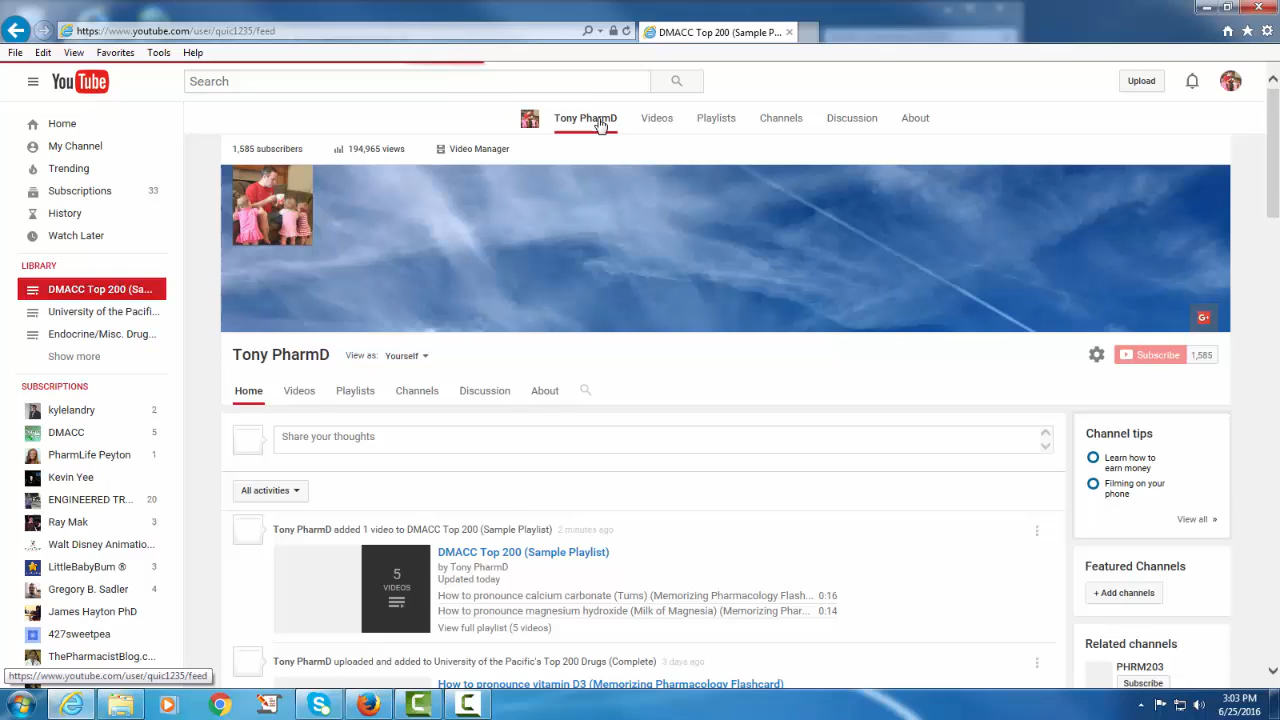 https://www.youtube.com/user/quic1235/feed
DMACC Top 200 (Sample P...
File Edit View Favorites Tools Help
YouTube
Search
Upload
Tony PharmD Videos Playlists Channels Discussion About
1,585 subscribers 194,965 views Video Manager
Home
My Channel
Trending
Subscriptions 33
History
Watch Later
LIBRARY
DMACC Top 200 (Sa...
University of the Pacifi...
Endocrine/Misc. Drug...
Show more
SUBSCRIPTIONS
kylelandry 2
DMACC 5
PharmLife Peyton 1
Kevin Yee
ENGINEERED TR... 20
Ray Mak 3
Walt Disney Animatio...
LittleBabyBum ® 3
Gregory B. Sadler 4
James Hayton PhD
427sweetpea
ThePharmacistBlog.c...
G+
Tony PharmD View as: Yourself
Subscribe 1,585
Home Videos Playlists Channels Discussion About
Share your thoughts
All activities
Tony PharmD added 1 video to DMACC Top 200 (Sample Playlist) 2 minutes ago
5
VIDEOS
DMACC Top 200 (Sample Playlist)
by Tony PharmD
Updated today
How to pronounce calcium carbonate (Tums) (Memorizing Pharmacology Flash... 0:16
How to pronounce magnesium hydroxide (Milk of Magnesia) (Memorizing Phar... 0:14
View full playlist (5 videos)
Tony PharmD uploaded and added to University of the Pacific's Top 200 Drugs (Complete) 3 days ago
How to pronounce vitamin D3 (Memorizing Pharmacology Flashcard)
Channel tips
Learn how to
earn money
Filming on your
phone
View all »
Featured Channels
+ Add channels
Related channels
PHRM203
Subscribe
https://www.youtube.com/user/quic1235/feed
3:03 PM
6/25/2016